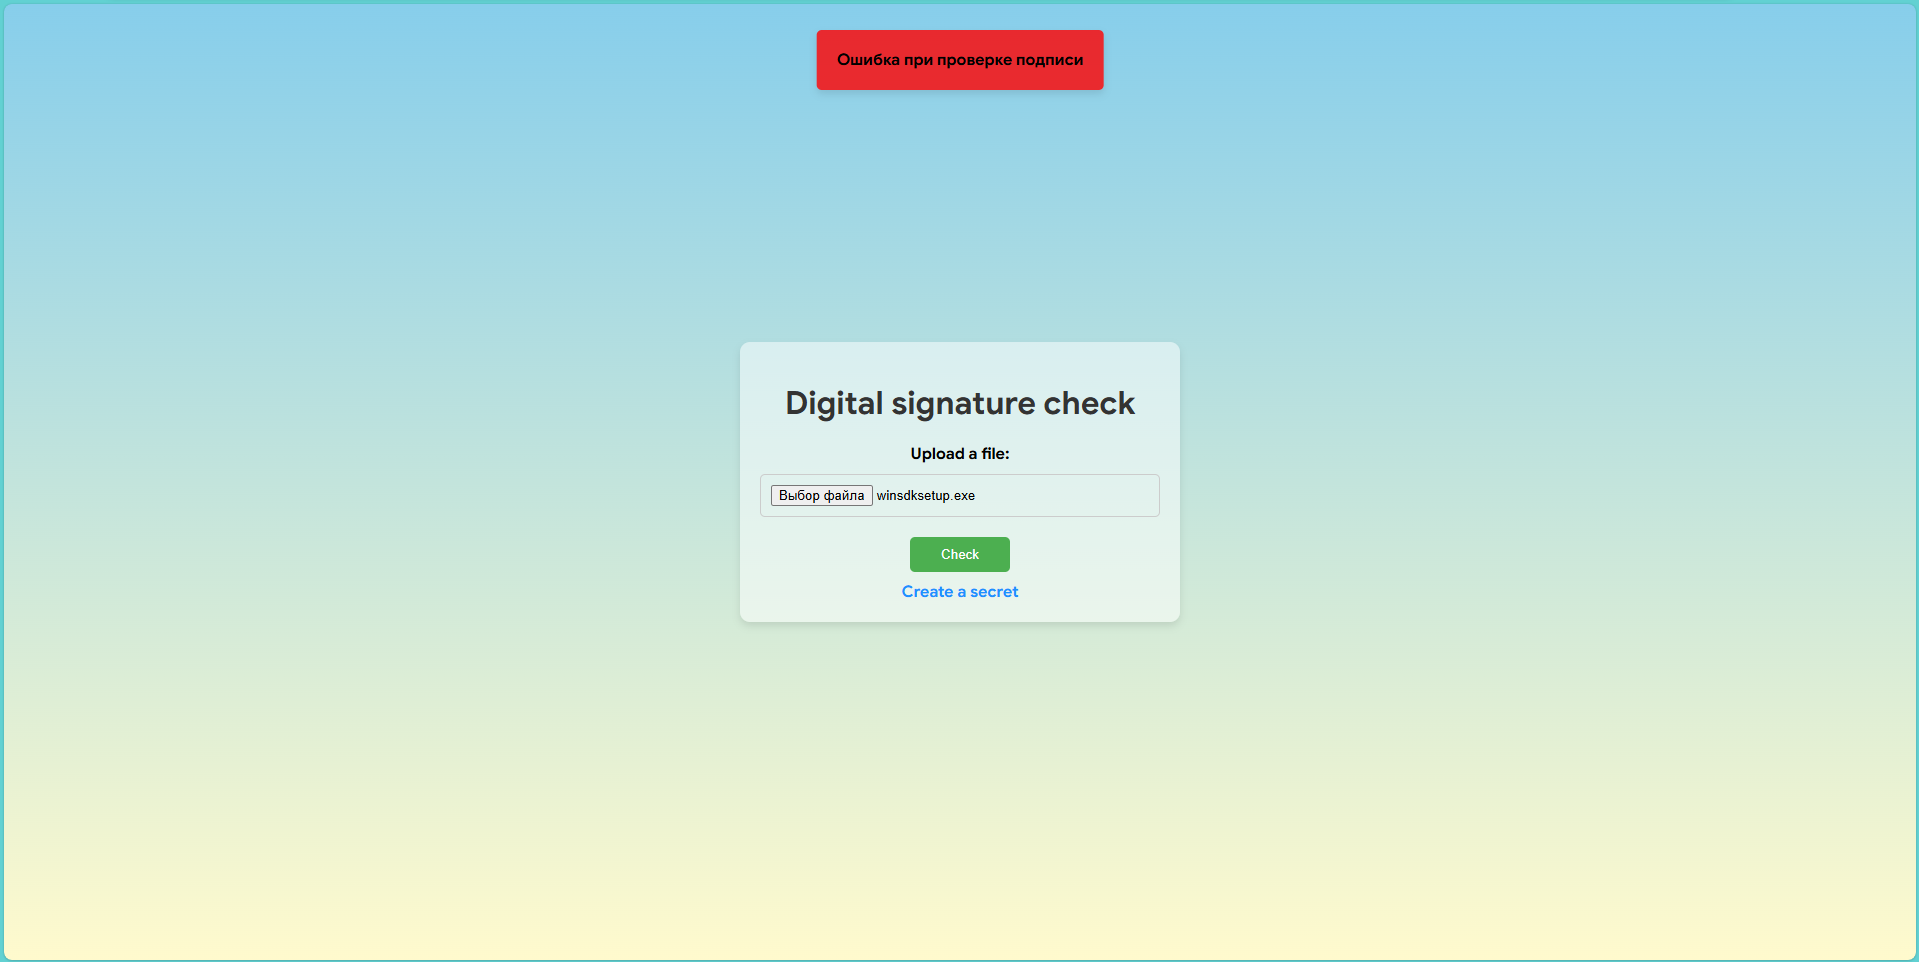 Ошибка при проверке подписи
Digital signature check
Upload a file:
Выбор файла winsdksetup.exe
Check
Create a secret